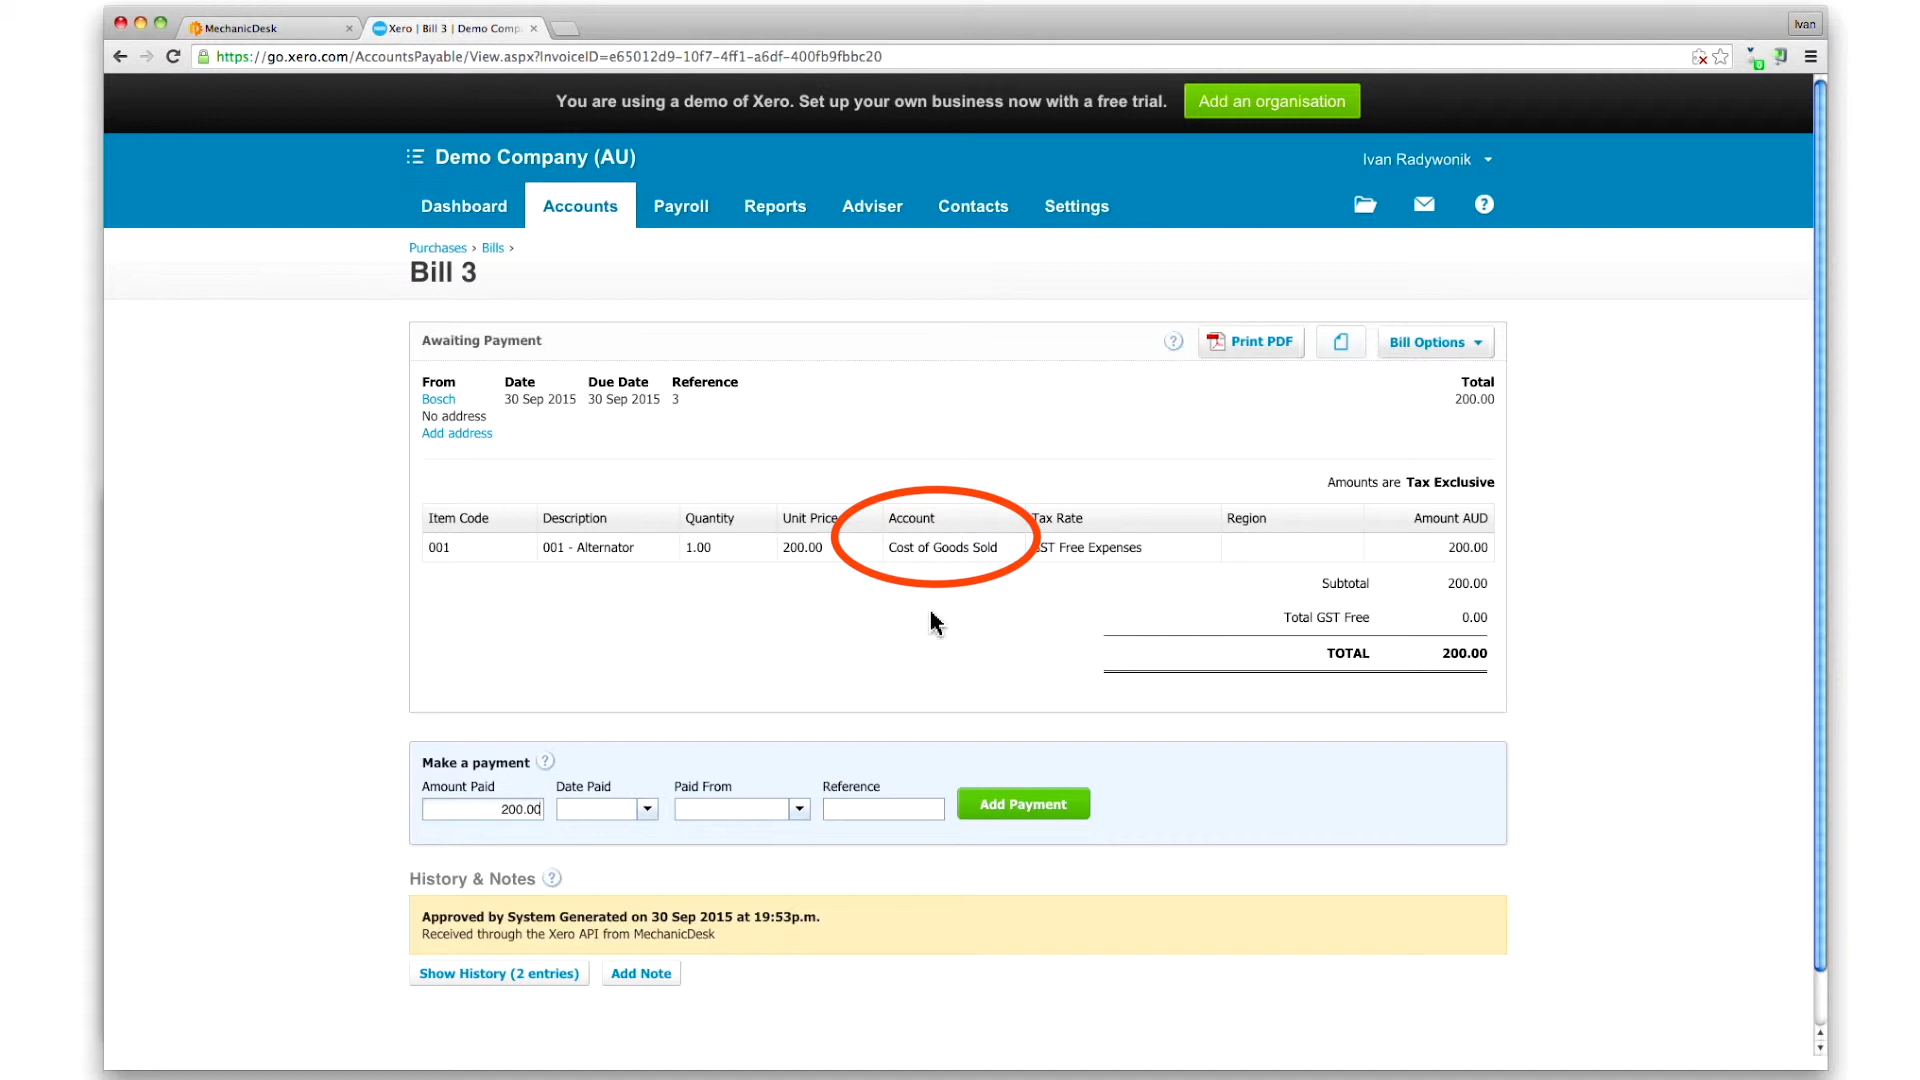 MechanicDesk
Xero | Bill 3 | Demo Comp
Ivan
https://go.xero.com/AccountsPayable/View.aspx?InvoiceID=e65012d9-10f7-4ff1-a6df-400fb9fbbc20
0
You are using a demo of Xero. Set up your own business now with a free trial.
Add an organisation
Demo Company (AU)
Ivan Radywonik
Dashboard Accounts Payroll Reports Adviser Contacts Settings
?
Purchases › Bills ›
Bill 3
Awaiting Payment
? Print PDF Bill Options
From Date Due Date Reference Total
Bosch 30 Sep 2015 30 Sep 2015 3 200.00
No address
Add address
Amounts are Tax Exclusive
Item Code Description Quantity Unit Price Account Tax Rate Region Amount AUD
001 001 - Alternator 1.00 200.00 Cost of Goods Sold ST Free Expenses 200.00
Subtotal 200.00
Total GST Free 0.00
TOTAL 200.00
Make a payment ?
Amount Paid Date Paid Paid From Reference
200.00
Add Payment
History & Notes ?
Approved by System Generated on 30 Sep 2015 at 19:53p.m.
Received through the Xero API from MechanicDesk
Show History (2 entries) Add Note